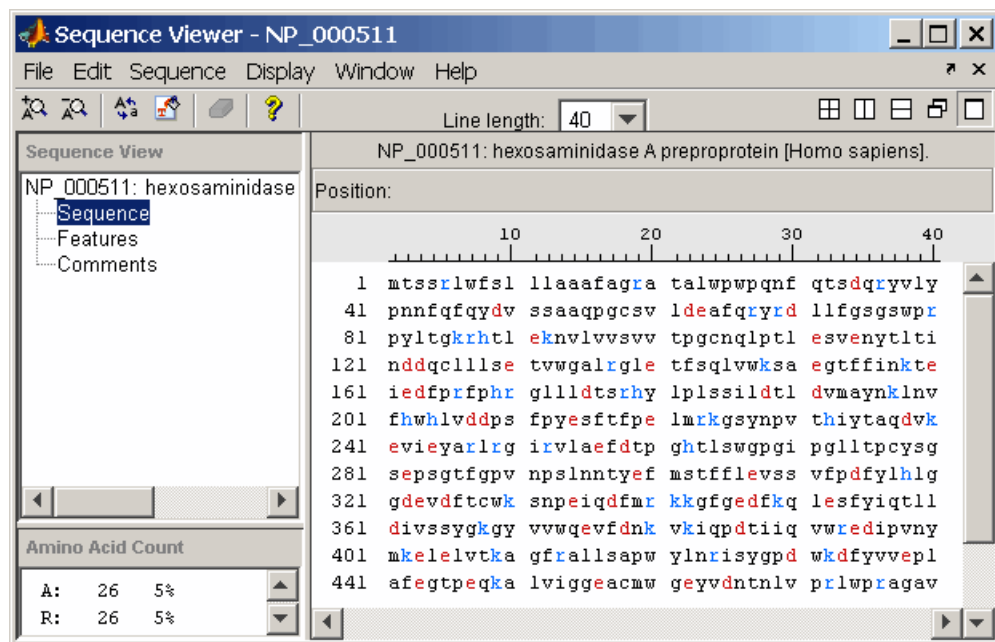 Sequence Viewer - NP_000511
File Edit Sequence Display Window Help
Line length: 40
Sequence View
NP_000511: hexosaminidase
Sequence
Features
Comments
Amino Acid Count
A: 26 5%
R: 26 5%
NP_000511: hexosaminidase A preproprotein [Homo sapiens].
Position:
10 20 30 40
1 mtssrlwfsl llaaafagra talwpwpqnf qtsdqryvly
41 pnnfqfqydv ssaaqpgcsv ldeafqryrd llfgsgswpr
81 pyltgkrhtl eknvlvvsvv tpgcnqlptl esvenytlti
121 nddqclllse tvwgalrgle tfsqlvwksa egtffinkte
161 iedfprfphr gllldtsrhy lplssildtl dvmaynklnv
201 fhwhlvddps fpyesftfpe lmrkgsynpv thiytaqdvk
241 evieyarlrg irvlaefdtp ghtlswgpgi pglltpcysg
281 sepsgtfgpv npslnntyef mstfflevss vfpdfylhlg
321 gdevdftcwk snpeiqdfmr kkgfgedfkq lesfyiqtll
361 divssygkgy vvwqevfdnk vkiqpdtiiq vwredipvny
401 mkelelvtka gfrallsapw ylnrisygpd wkdfyvvepl
441 afegtpeqka lviggeacmw geyvdntnlv prlwpragav